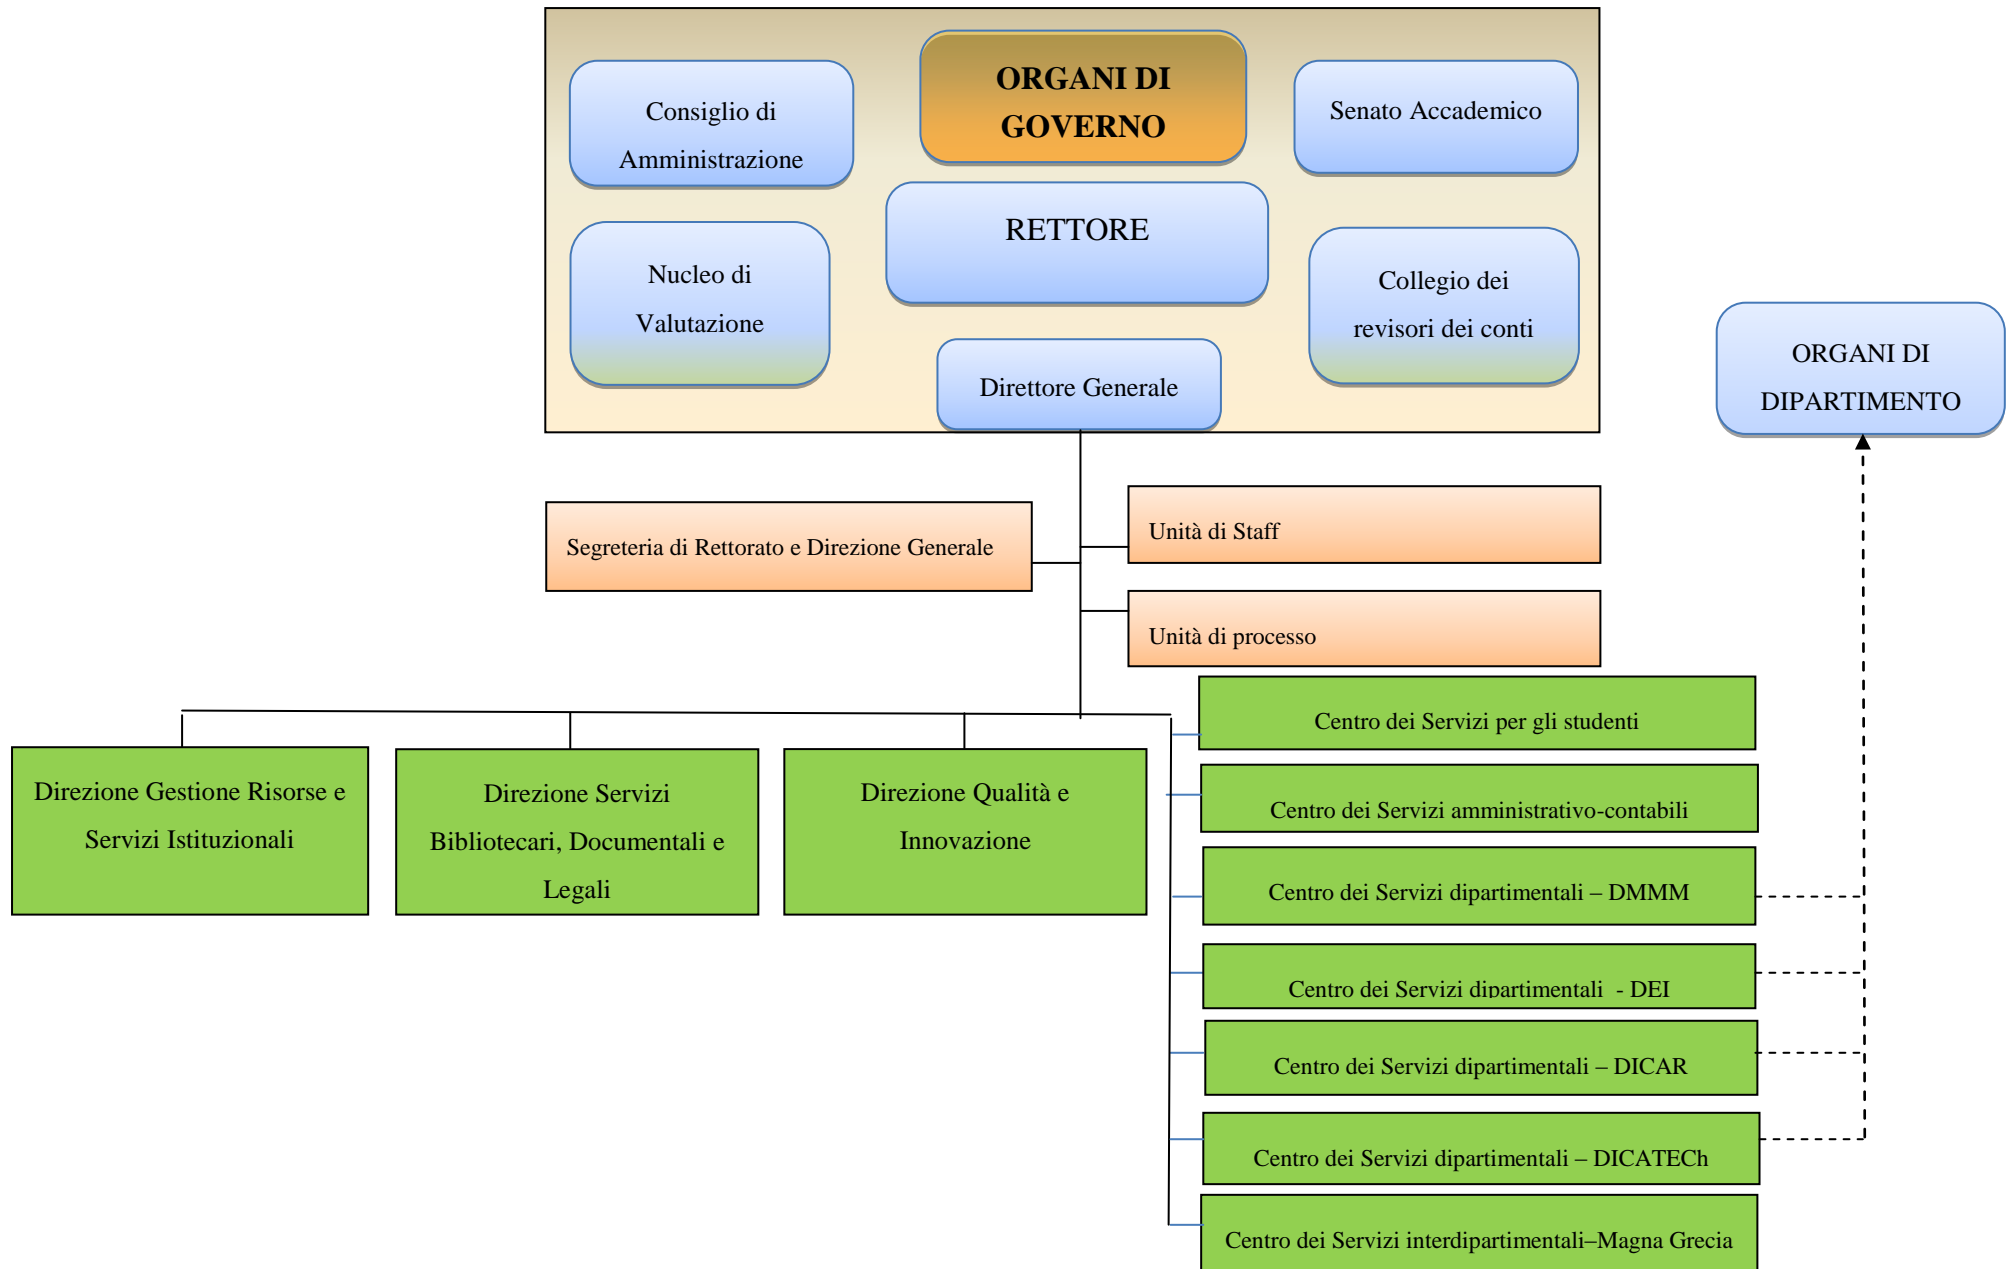 ORGANI DI
GOVERNO
Consiglio di
Amministrazione
Senato Accademico
RETTORE
Nucleo di
Valutazione
Collegio dei
revisori dei conti
Direttore Generale
ORGANI DI
DIPARTIMENTO
Segreteria di Rettorato e Direzione Generale
Unità di Staff
Unità di processo
Direzione Gestione Risorse e
Servizi Istituzionali
Direzione Servizi
Bibliotecari, Documentali e
Legali
Direzione Qualità e
Innovazione
Centro dei Servizi per gli studenti
Centro dei Servizi amministrativo-contabili
Centro dei Servizi dipartimentali – DMMM
Centro dei Servizi dipartimentali - DEI
Centro dei Servizi dipartimentali – DICAR
Centro dei Servizi dipartimentali – DICATECh
Centro dei Servizi interdipartimentali–Magna Grecia